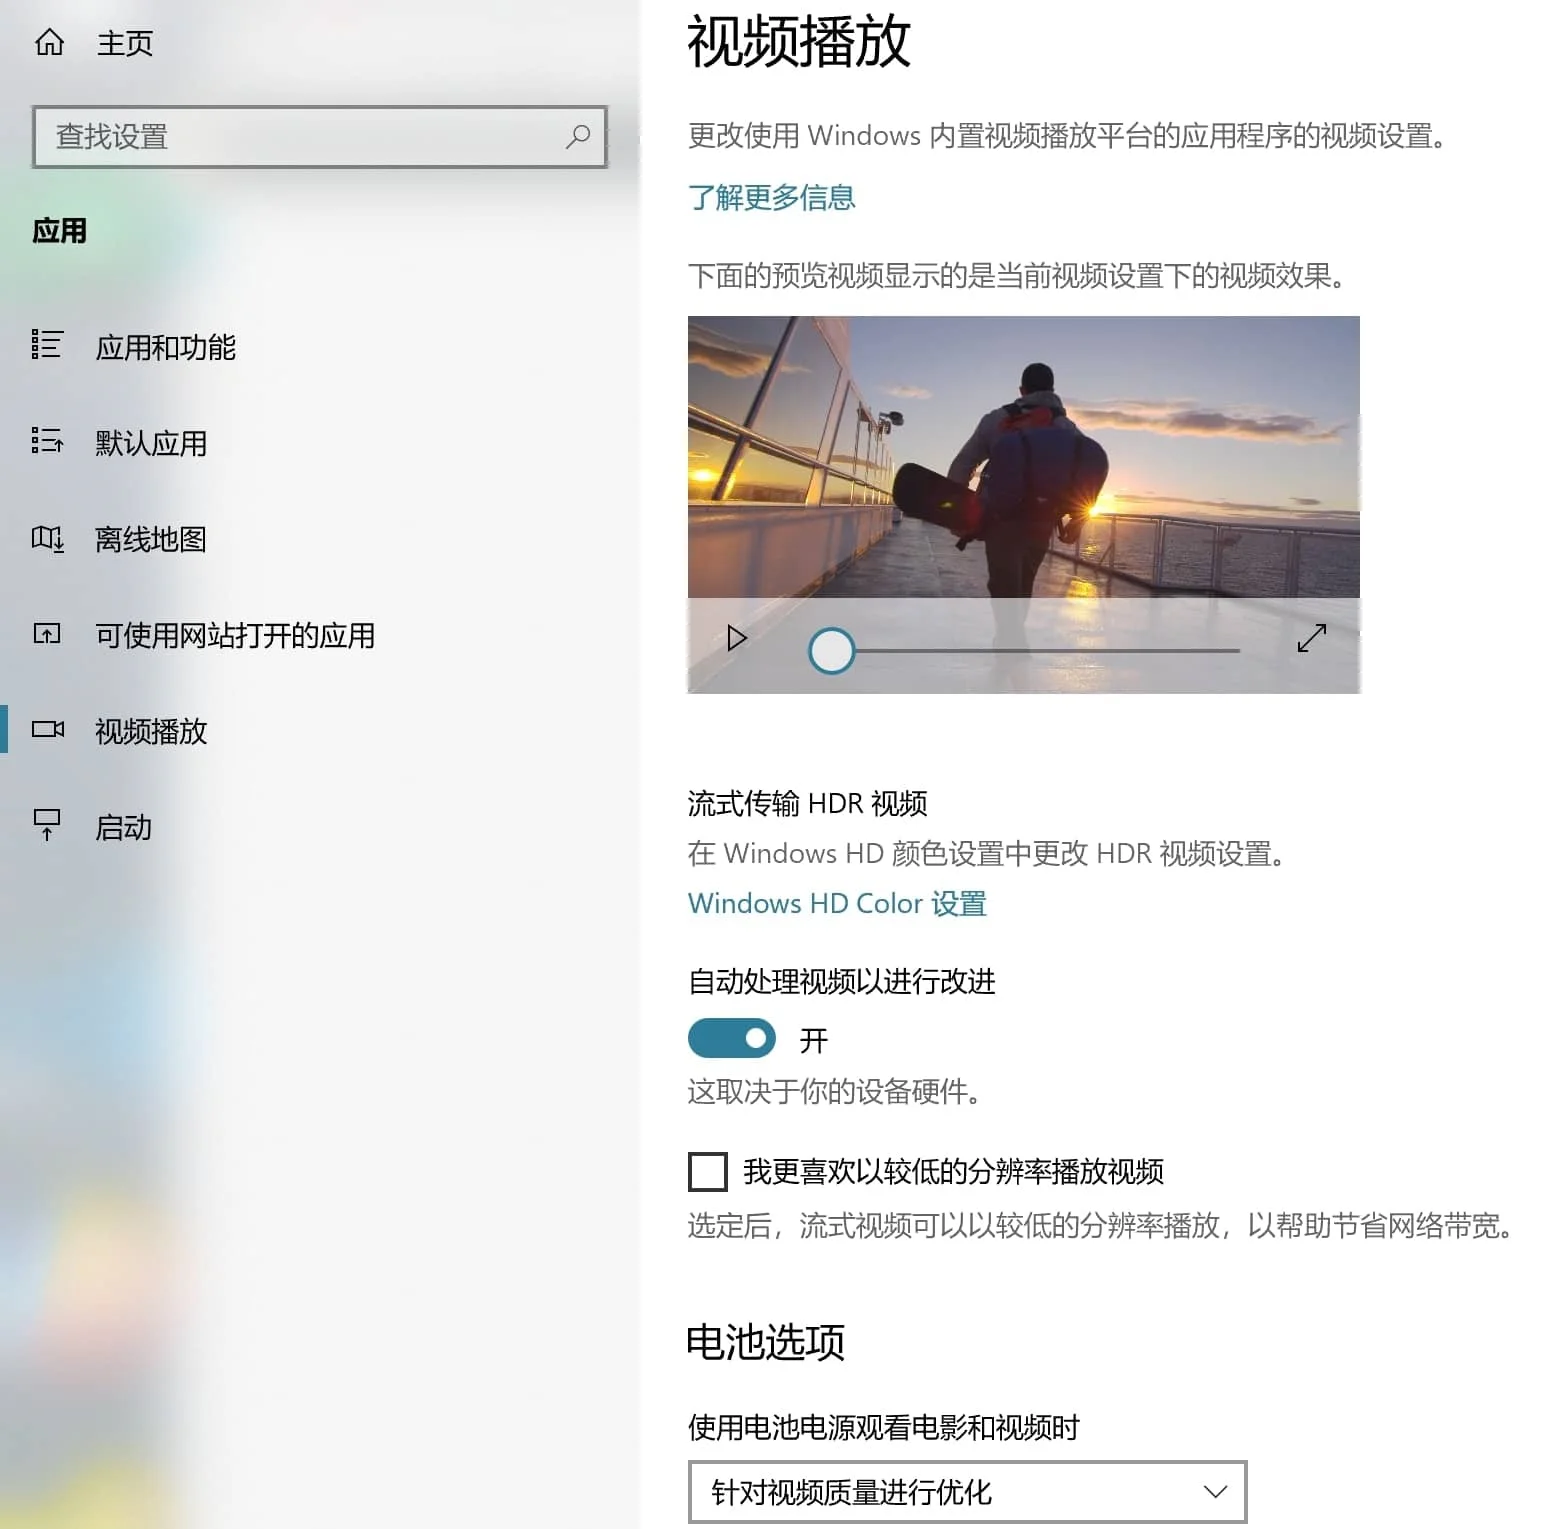 主页
查找设置
应用
应用和功能
默认应用
离线地图
可使用网站打开的应用
视频播放
启动
视频播放
更改使用 Windows 内置视频播放平台的应用程序的视频设置。
了解更多信息
下面的预览视频显示的是当前视频设置下的视频效果。
流式传输 HDR 视频
在 Windows HD 颜色设置中更改 HDR 视频设置。
Windows HD Color 设置
自动处理视频以进行改进
开
这取决于你的设备硬件。
我更喜欢以较低的分辨率播放视频
选定后，流式视频可以以较低的分辨率播放，以帮助节省网络带宽。
电池选项
使用电池电源观看电影和视频时
针对视频质量进行优化